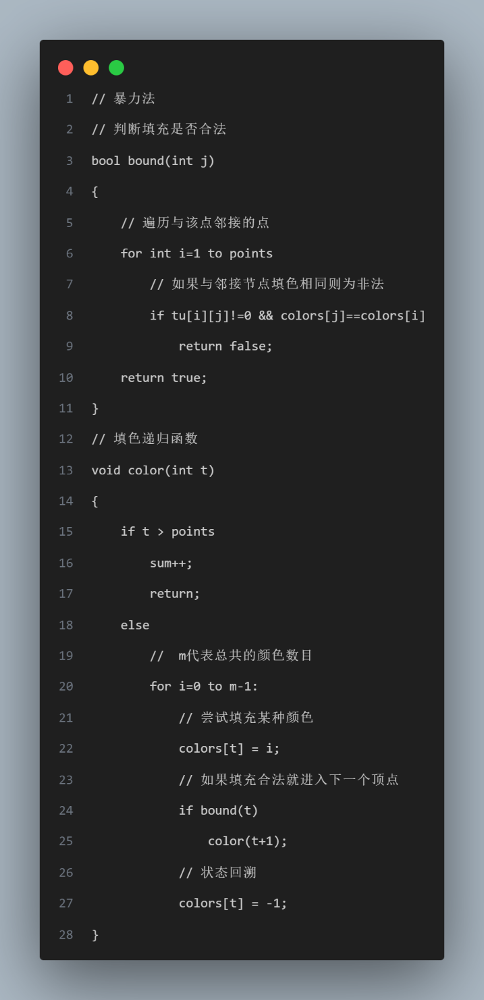 1 // 暴力法
2 // 判断填充是否合法
3 bool bound(int j)
4 {
5     // 遍历与该点邻接的点
6     for int i=1 to points
7         // 如果与邻接节点填色相同则为非法
8         if tu[i][j]!=0 && colors[j]==colors[i]
9             return false;
10     return true;
11 }
12 // 填色递归函数
13 void color(int t)
14 {
15     if t > points
16         sum++;
17         return;
18     else
19         //  m代表总共的颜色数目
20         for i=0 to m-1:
21             // 尝试填充某种颜色
22             colors[t] = i;
23             // 如果填充合法就进入下一个顶点
24             if bound(t)
25                 color(t+1);
26             // 状态回溯
27             colors[t] = -1;
28 }